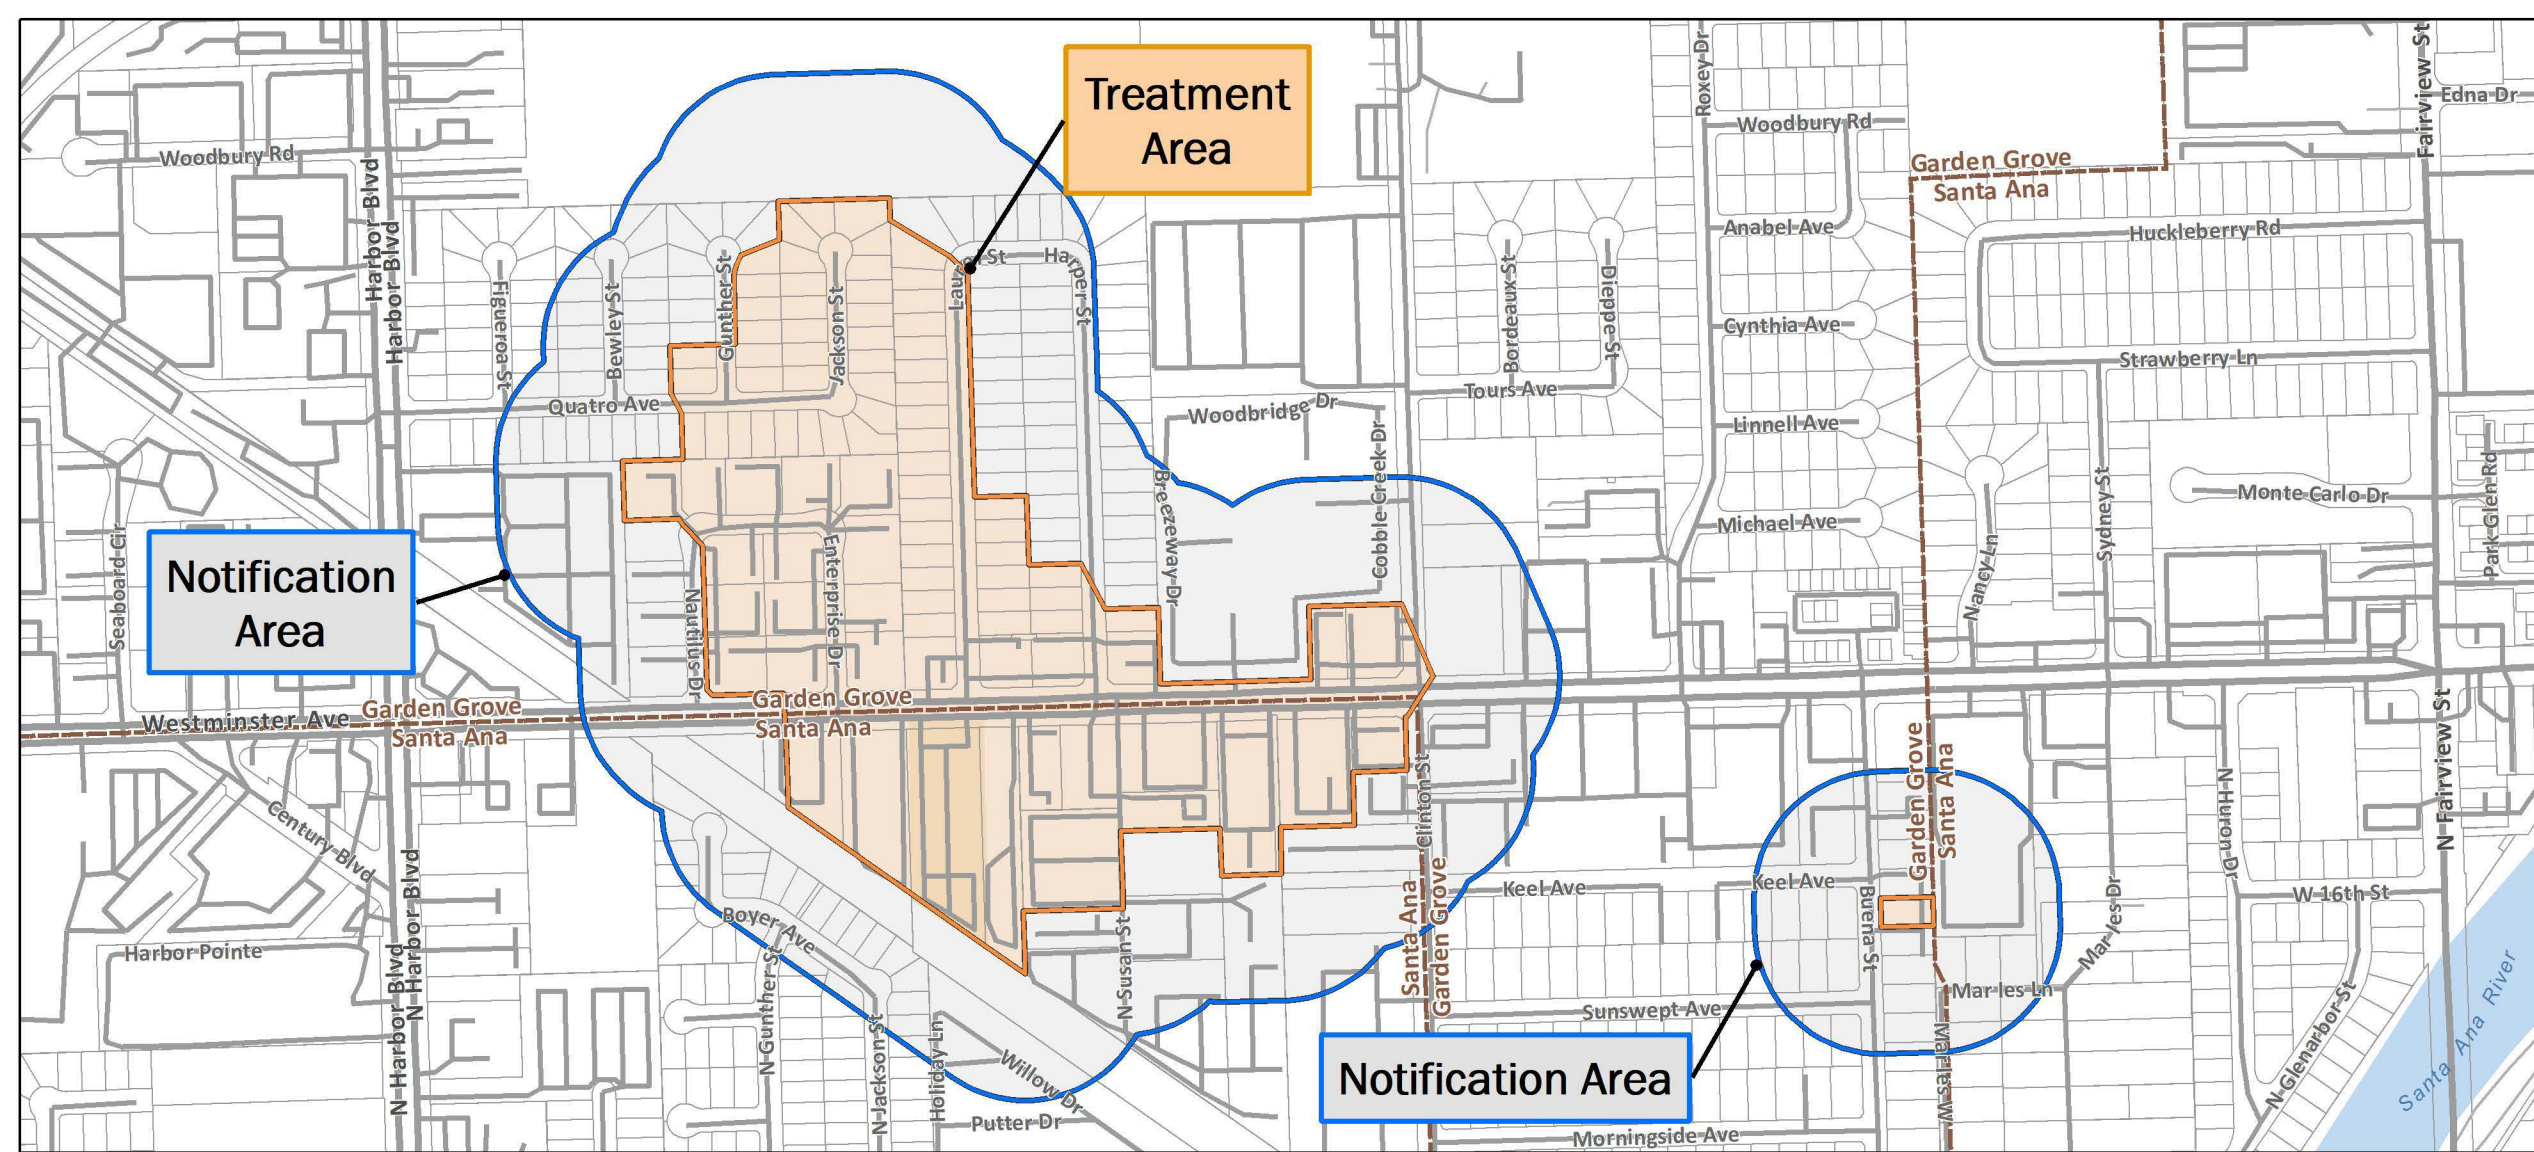 Treatment
Area
Notification
Area
Notification Area
Woodbury Rd
Harbor Blvd
Harbor Blvd
Figueroa St
Bewley St
Gunther St
Jackson St
Laurel St
Harper St
Quatro Ave
Roxey Dr
Woodbury Rd
Fairview St
Edna Dr
Garden Grove
Santa Ana
Anabel Ave
Huckleberry Rd
Bordeaux St
Dieppe St
Cynthia Ave
Strawberry Ln
Tours Ave
Woodbridge Dr
Linnell Ave
Breezeway Dr
Cobble Creek Dr
Michael Ave
Nancy Ln
Sydney St
Monte Carlo Dr
Park Glen Rd
Seaboard Cir
Nautilus Dr
Enterprise Dr
Westminster Ave
Garden Grove
Santa Ana
Garden Grove
Santa Ana
Century Blvd
Harbor Pointe
N Harbor Blvd
N Harbor Blvd
Boyer Ave
N Gunther St
N Jackson St
Holiday Ln
Willow Dr
Putter Dr
N Susan St
Clinton St
Santa Ana
Garden Grove
Keel Ave
Keel Ave
Buena St
Garden Grove
Santa Ana
Sunswept Ave
Morningside Ave
Mar les Ln
Mar les Dr
Mar les W
N Huron Dr
N Fairview St
W 16th St
N Glenarbor St
Santa Ana River